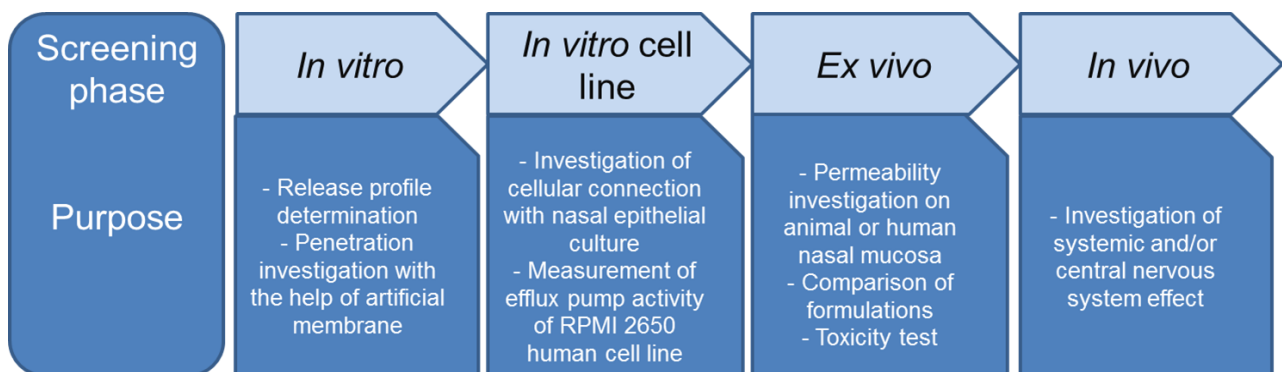 Screening
phase
Purpose
In vitro
In vitro cell
line
Ex vivo
In vivo
- Release profile
determination
- Penetration
investigation with
the help of artificial
membrane
- Investigation of
cellular connection
with nasal epithelial
culture
- Measurement of
efflux pump activity
of RPMI 2650
human cell line
- Permeability
investigation on
animal or human
nasal mucosa
- Comparison of
formulations
- Toxicity test
- Investigation of
systemic and/or
central nervous
system effect